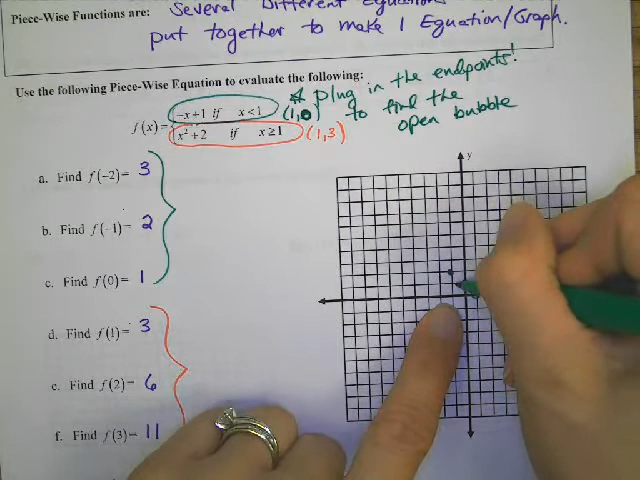 Piece-Wise Functions are: Several Different Equations
put together to make 1 Equation/Graph.
Use the following Piece-Wise Equation to evaluate the following:
* plug in the endpoints!
to find the
open bubble
f(x)= -x+1 if x<1 (1,0)
x²+2 if x≥1 (1,3)
y
a. Find f(-2)= 3
b. Find f(-1)= 2
c. Find f(0)= 1
d. Find f(1)= 3
e. Find f(2)= 6
f. Find f(3)= 11